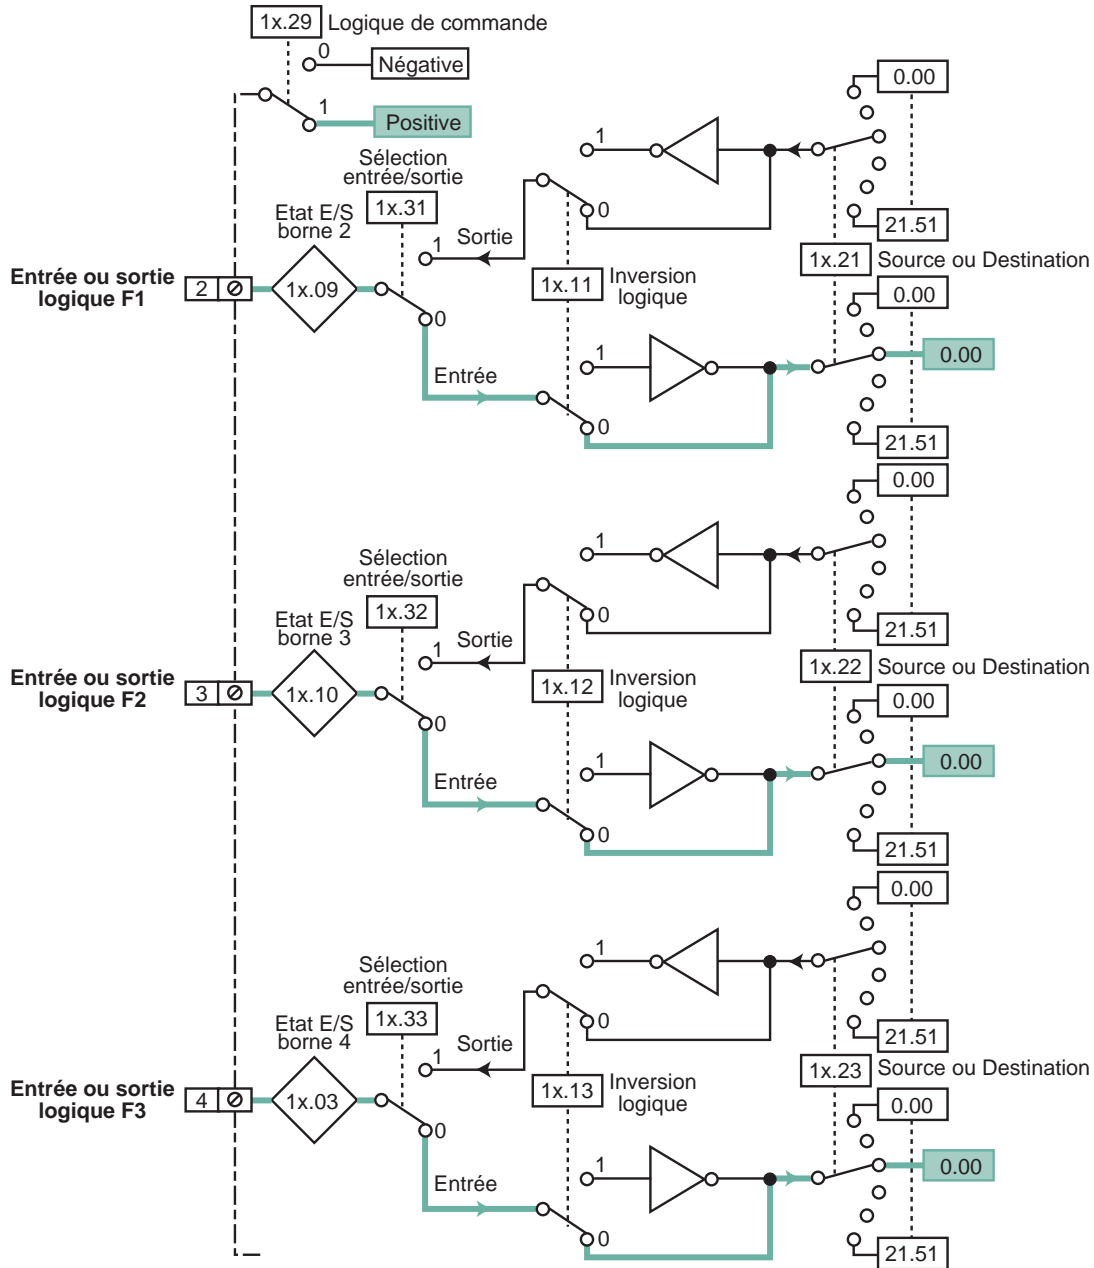 1x.29 Logique de commande
0
Négative
1
Positive
0.00
Sélection
entrée/sortie
1
1x.31
0
21.51
Etat E/S
borne 2
1
Sortie
1x.21 Source ou Destination
Entrée ou sortie
logique F1
2
1x.09
1x.11
Inversion
logique
0.00
0
1
0.00
Entrée
0
21.51
0.00
Sélection
entrée/sortie
1
1x.32
0
21.51
Etat E/S
borne 3
1
Sortie
1x.22 Source ou Destination
Entrée ou sortie
logique F2
3
1x.10
1x.12
Inversion
logique
0.00
0
1
0.00
Entrée
0
21.51
0.00
Sélection
entrée/sortie
1
1x.33
0
21.51
Etat E/S
borne 4
1
Sortie
1x.23 Source ou Destination
Entrée ou sortie
logique F3
4
1x.03
1x.13
Inversion
logique
0.00
0
1
0.00
Entrée
0
21.51